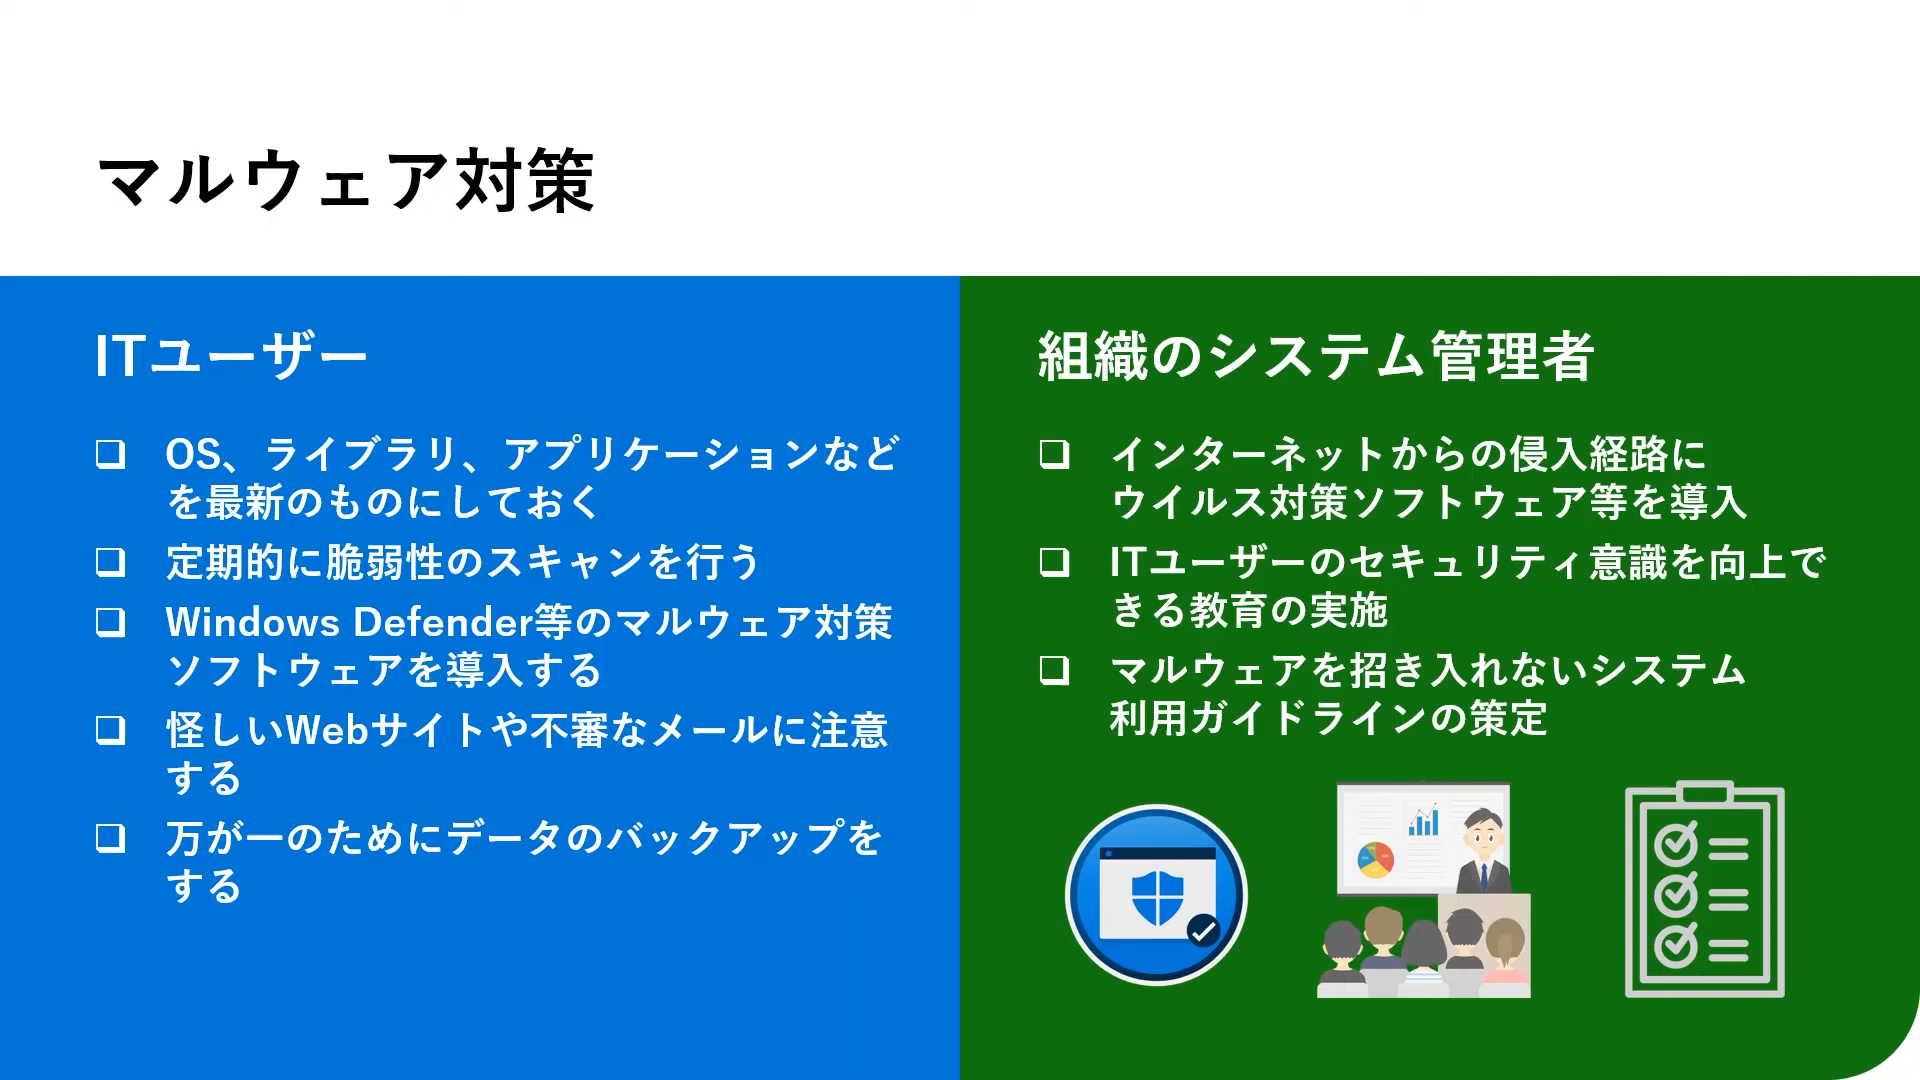 マルウェア対策
ITユーザー
❑ OS、ライブラリ、アプリケーションなど
を最新のものにしておく
❑ 定期的に脆弱性のスキャンを行う
❑ Windows Defender等のマルウェア対策
ソフトウェアを導入する
❑ 怪しいWebサイトや不審なメールに注意
する
❑ 万が一のためにデータのバックアップを
する
組織のシステム管理者
❑ インターネットからの侵入経路に
ウイルス対策ソフトウェア等を導入
❑ ITユーザーのセキュリティ意識を向上で
きる教育の実施
❑ マルウェアを招き入れないシステム
利用ガイドラインの策定